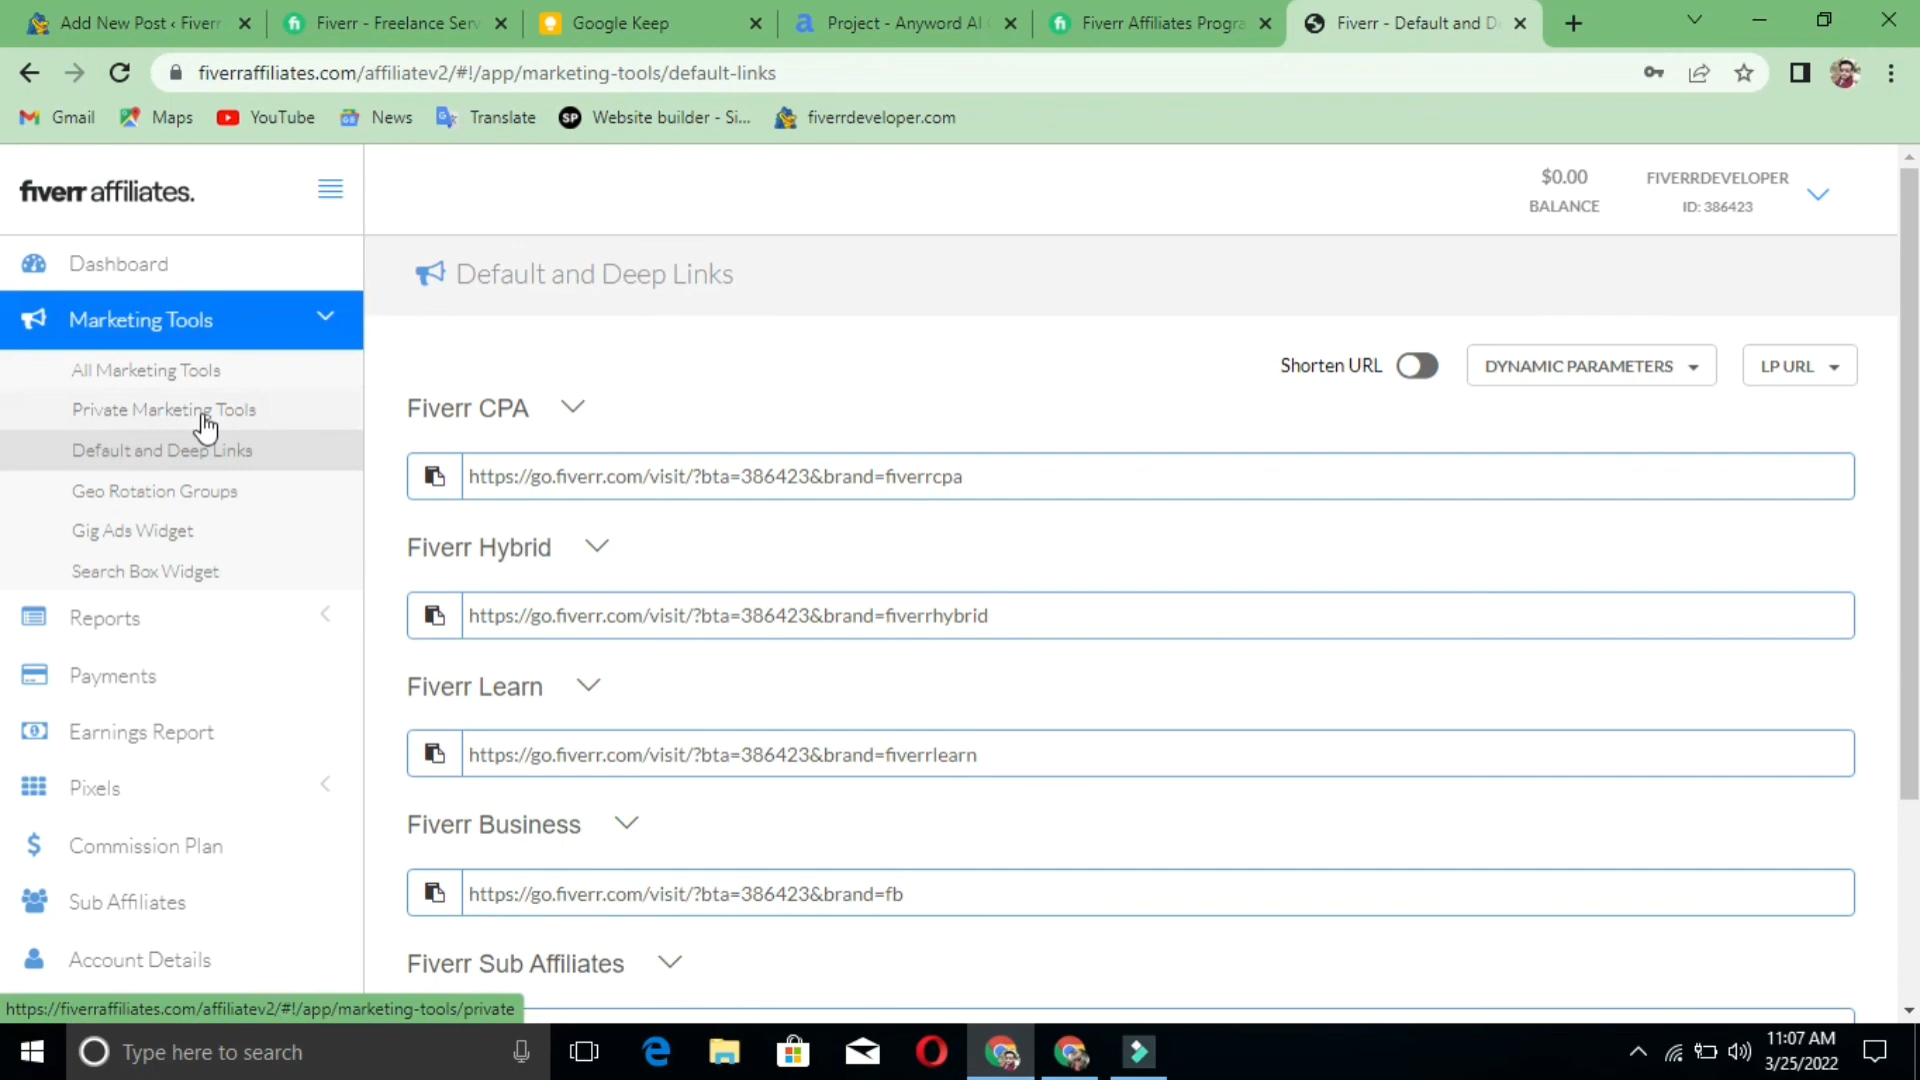 Add New Post ‹ Fiverr
Fiverr - Freelance Serv
Google Keep
Project - Anyword AI
Fiverr Affiliates Progra
Fiverr - Default and D
fiverraffiliates.com/affiliatev2/#!/app/marketing-tools/default-links
Gmail
Maps
YouTube
News
Translate
SP Website builder - Si...
fiverrdeveloper.com
fiverr affiliates.
$0.00
BALANCE
FIVERRDEVELOPER
ID: 386423
Dashboard
Marketing Tools
All Marketing Tools
Private Marketing Tools
Default and Deep Links
Geo Rotation Groups
Gig Ads Widget
Search Box Widget
Reports
Payments
Earnings Report
Pixels
Commission Plan
Sub Affiliates
Account Details
Default and Deep Links
Shorten URL
DYNAMIC PARAMETERS
LP URL
Fiverr CPA
https://go.fiverr.com/visit/?bta=386423&brand=fiverrcpa
Fiverr Hybrid
https://go.fiverr.com/visit/?bta=386423&brand=fiverrhybrid
Fiverr Learn
https://go.fiverr.com/visit/?bta=386423&brand=fiverrlearn
Fiverr Business
https://go.fiverr.com/visit/?bta=386423&brand=fb
Fiverr Sub Affiliates
https://fiverraffiliates.com/affiliatev2/#!/app/marketing-tools/private
Type here to search
11:07 AM
3/25/2022